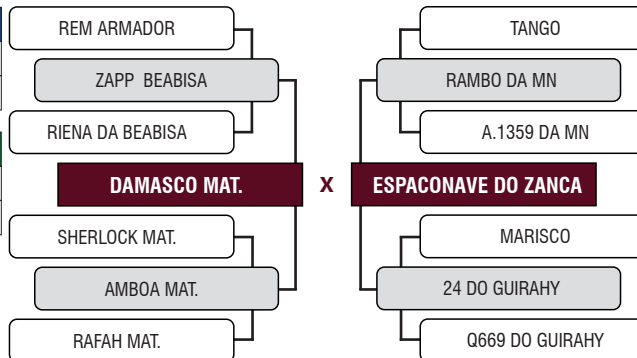 REM ARMADOR
ZAPP BEABISA
RIENA DA BEABISA
DAMASCO MAT.
SHERLOCK MAT.
AMBOA MAT.
RAFAH MAT.
X
TANGO
RAMBO DA MN
A.1359 DA MN
ESPACONAVE DO ZANCA
MARISCO
24 DO GUIRAHY
Q669 DO GUIRAHY